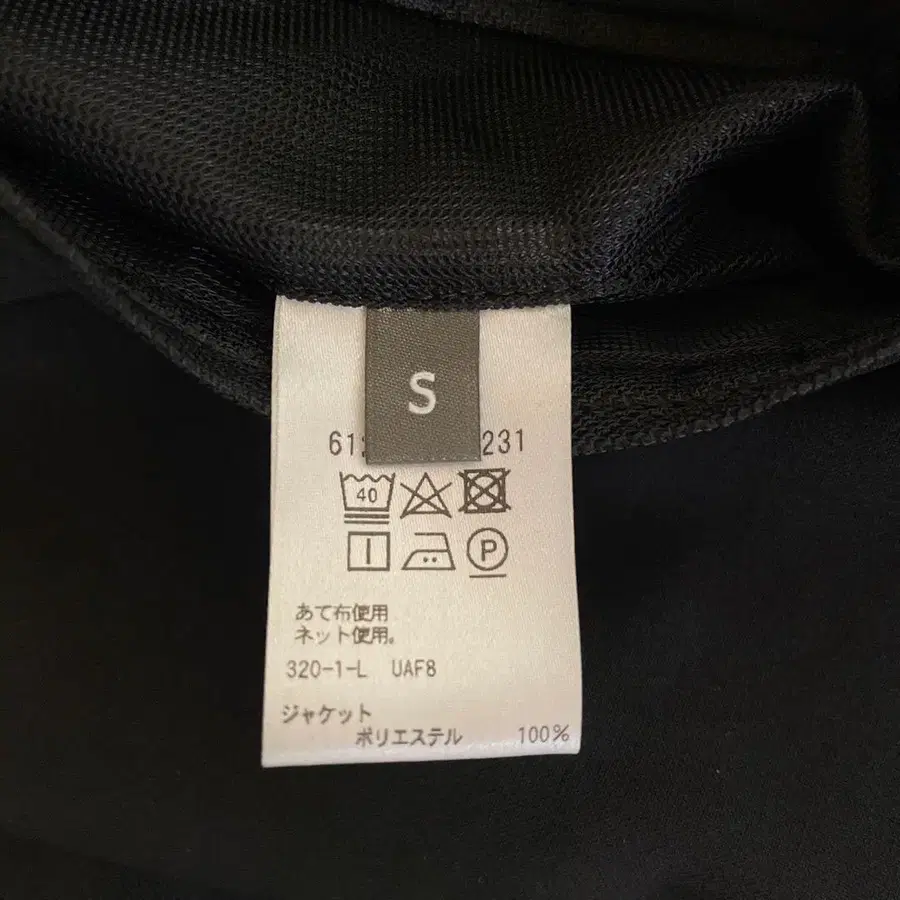 S
61 231
40
P
あて布使用
ネット使用。
320-1-L UAF8
ジャケット
ポリエステル 100%